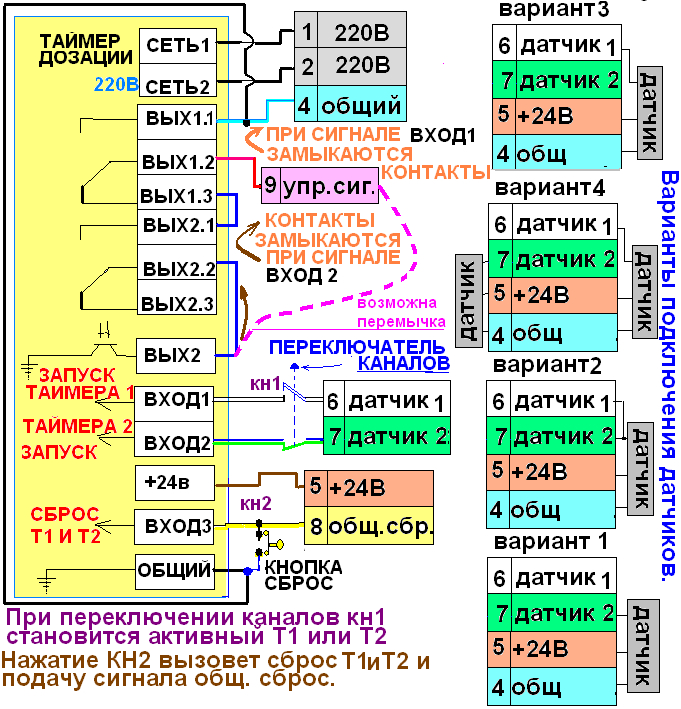 ТАЙМЕР
ДОЗАЦИИ
220В
СЕТЬ1
СЕТЬ2
1 220В
2 220В
4 общий
ВЫХ1.1
ПРИ СИГНАЛЕ ВХОД1
ЗАМЫКАЮТСЯ
КОНТАКТЫ
ВЫХ1.2
9 упр.сиг.
ВЫХ1.3
ВЫХ2.1
КОНТАКТЫ
ЗАМЫКАЮТСЯ
ПРИ СИГНАЛЕ
ВХОД 2
ВЫХ2.2
ВЫХ2.3
возможна
перемычка
ВЫХ2
ПЕРЕКЛЮЧАТЕЛЬ
КАНАЛОВ
ЗАПУСК
ТАЙМЕРА 1
ВХОД1
кн1
6 датчик 1
ТАЙМЕРА 2
ЗАПУСК
ВХОД2
7 датчик 2
+24в
5 +24В
СБРОС
Т1 И Т2
ВХОД3
кн2
8 общ.сбр.
ОБЩИЙ
КНОПКА
СБРОС
При переключении каналов кн1
становится активный Т1 или Т2
Нажатие КН2 вызовет сброс Т1иТ2 и
подачу сигнала общ. сброс.
вариант3
6 датчик 1
7 датчик 2
5 +24В
4 общ
датчик
вариант4
6 датчик 1
7 датчик 2
5 +24В
4 общ
датчик
датчик
вариант2
6 датчик 1
7 датчик 2
5 +24В
4 общ
датчик
вариант 1
6 датчик 1
7 датчик 2
5 +24В
4 общ
датчик
Варианты подключения датчиков.